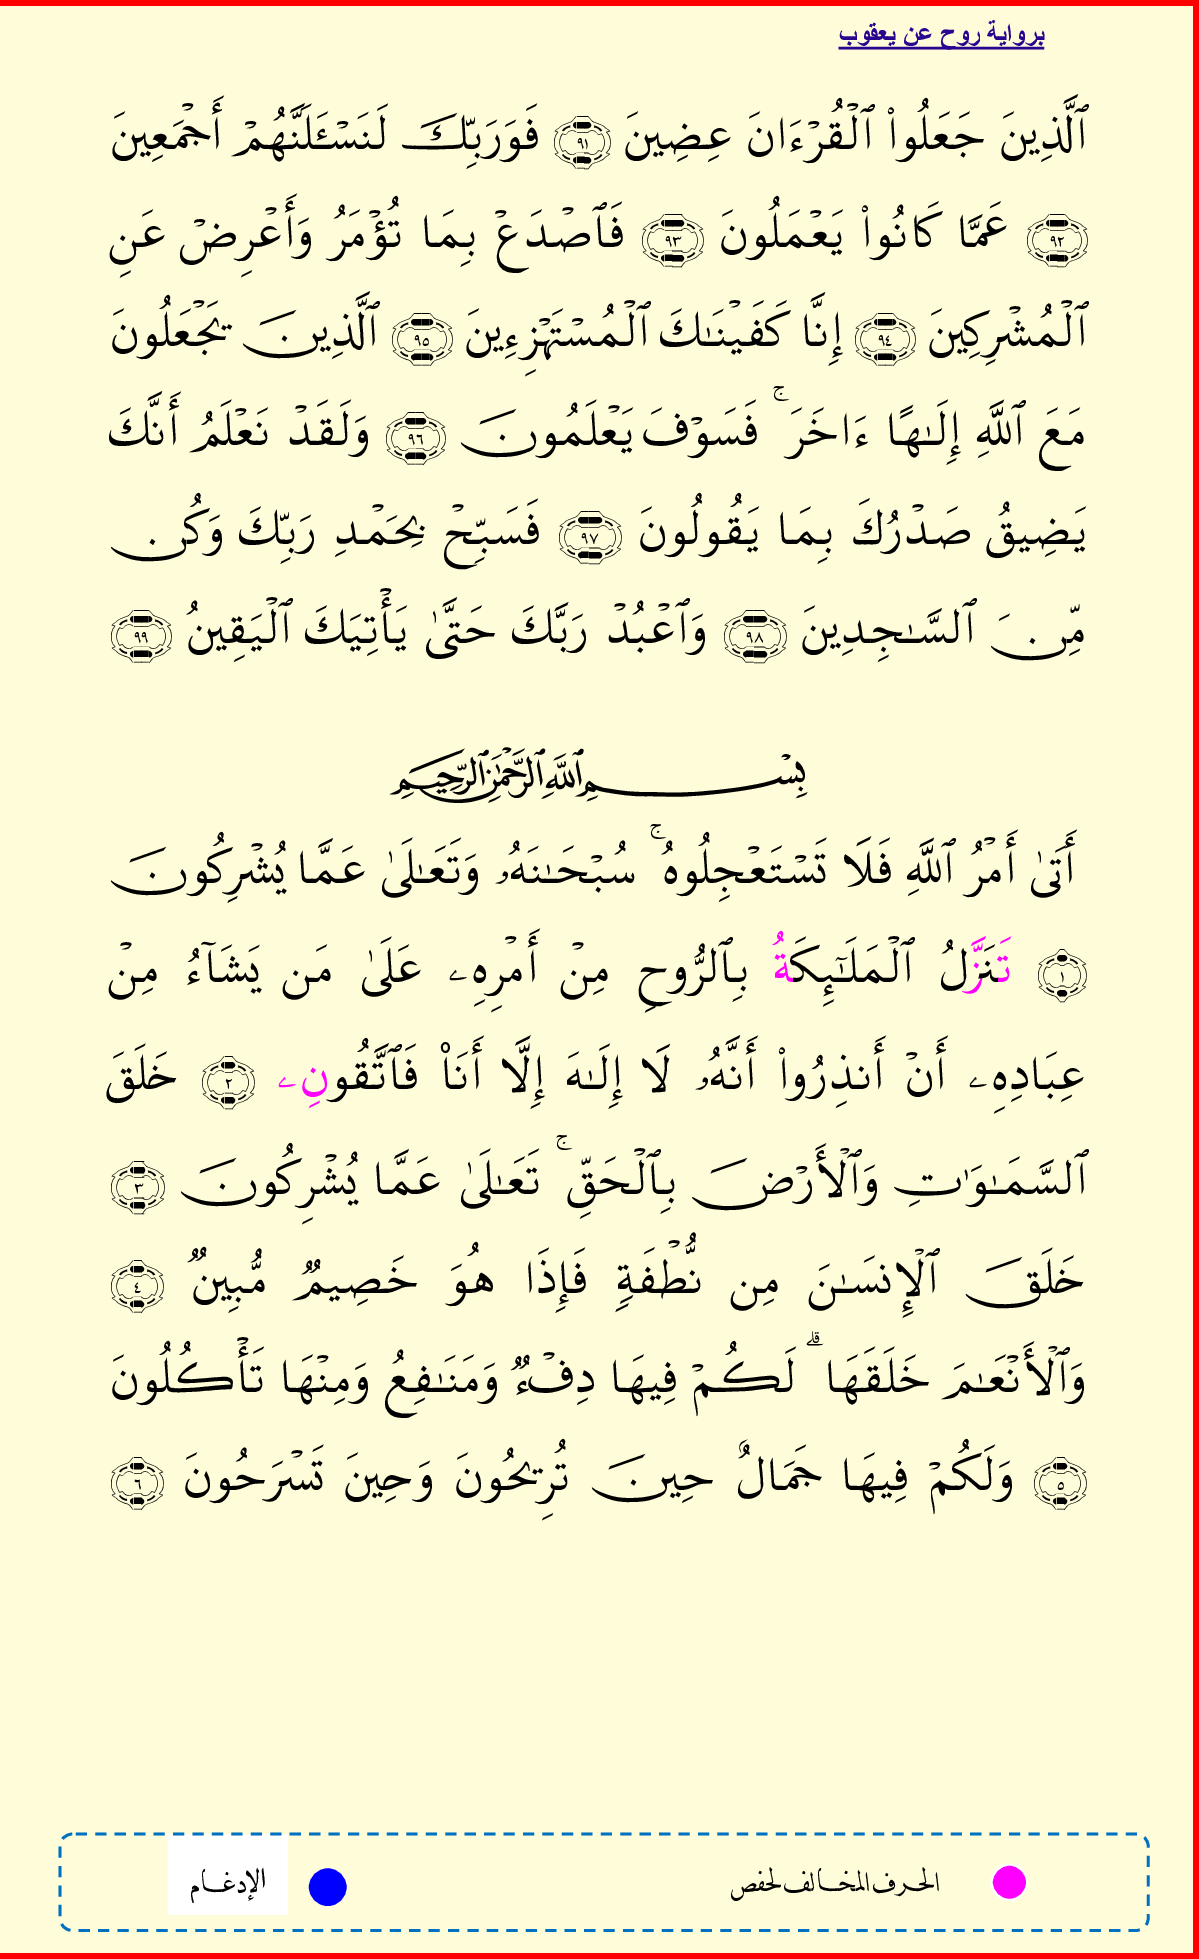 برواية روح عن يعقوب
ٱلَّذِينَ جَعَلُوا۟ ٱلْقُرْءَانَ عِضِينَ ٩١ فَوَرَبِّكَ لَنَسْـَٔلَنَّهُمْ أَجْمَعِينَ
٩٢ عَمَّا كَانُوا۟ يَعْمَلُونَ ٩٣ فَٱصْدَعْ بِمَا تُؤْمَرُ وَأَعْرِضْ عَنِ
ٱلْمُشْرِكِينَ ٩٤ إِنَّا كَفَيْنَـٰكَ ٱلْمُسْتَهْزِءِينَ ٩٥ ٱلَّذِينَ يَجْعَلُونَ
مَعَ ٱللَّهِ إِلَـٰهًا ءَاخَرَ ۚ فَسَوْفَ يَعْلَمُونَ ٩٦ وَلَقَدْ نَعْلَمُ أَنَّكَ
يَضِيقُ صَدْرُكَ بِمَا يَقُولُونَ ٩٧ فَسَبِّحْ بِحَمْدِ رَبِّكَ وَكُن
مِّنَ ٱلسَّـٰجِدِينَ ٩٨ وَٱعْبُدْ رَبَّكَ حَتَّىٰ يَأْتِيَكَ ٱلْيَقِينُ ٩٩
بِسْمِ ٱللَّهِ ٱلرَّحْمَـٰنِ ٱلرَّحِيمِ
أَتَىٰ أَمْرُ ٱللَّهِ فَلَا تَسْتَعْجِلُوهُ ۚ سُبْحَـٰنَهُۥ وَتَعَـٰلَىٰ عَمَّا يُشْرِكُونَ
١ تَنَزَّلُ ٱلْمَلَـٰٓئِكَةُ بِٱلرُّوحِ مِنْ أَمْرِهِۦ عَلَىٰ مَن يَشَآءُ مِنْ
عِبَادِهِۦ أَنْ أَنذِرُوا۟ أَنَّهُۥ لَا إِلَـٰهَ إِلَّا أَنَا۠ فَٱتَّقُونِۦ ٢ خَلَقَ
ٱلسَّمَـٰوَٰتِ وَٱلْأَرْضَ بِٱلْحَقِّ ۚ تَعَـٰلَىٰ عَمَّا يُشْرِكُونَ ٣
خَلَقَ ٱلْإِنسَـٰنَ مِن نُّطْفَةٍ فَإِذَا هُوَ خَصِيمٌ مُّبِينٌ ٤
وَٱلْأَنْعَـٰمَ خَلَقَهَا ۗ لَكُمْ فِيهَا دِفْءٌ وَمَنَـٰفِعُ وَمِنْهَا تَأْكُلُونَ
٥ وَلَكُمْ فِيهَا جَمَالٌ حِينَ تُرِيحُونَ وَحِينَ تَسْرَحُونَ ٦
الحرف المخالف لحفص
الإدغام